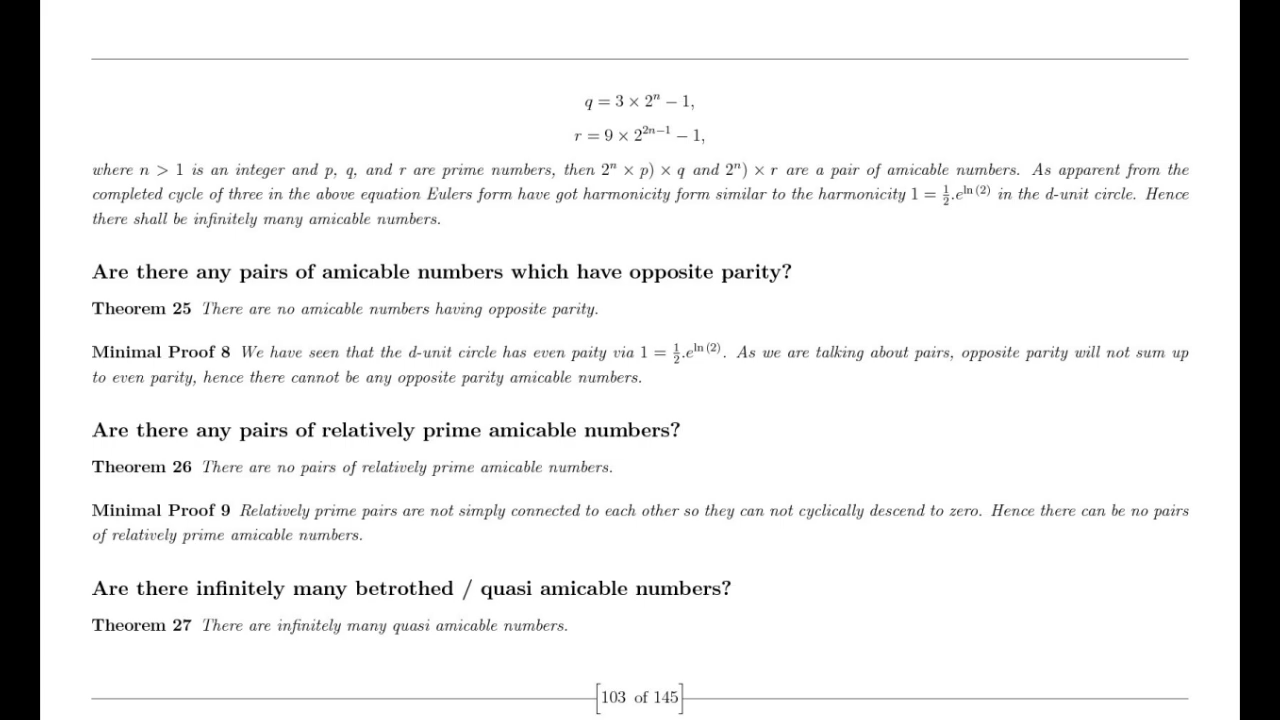 q = 3 × 2ⁿ − 1,
r = 9 × 2²ⁿ⁻¹ − 1,
where n > 1 is an integer and p, q, and r are prime numbers, then 2ⁿ × p) × q and 2ⁿ) × r are a pair of amicable numbers. As apparent from the
completed cycle of three in the above equation Eulers form have got harmonicity form similar to the harmonicity 1 = ½.e^{ln (2)} in the d-unit circle. Hence
there shall be infinitely many amicable numbers.
Are there any pairs of amicable numbers which have opposite parity?
Theorem 25 There are no amicable numbers having opposite parity.
Minimal Proof 8 We have seen that the d-unit circle has even paity via 1 = ½.e^{ln (2)}. As we are talking about pairs, opposite parity will not sum up
to even parity, hence there cannot be any opposite parity amicable numbers.
Are there any pairs of relatively prime amicable numbers?
Theorem 26 There are no pairs of relatively prime amicable numbers.
Minimal Proof 9 Relatively prime pairs are not simply connected to each other so they can not cyclically descend to zero. Hence there can be no pairs
of relatively prime amicable numbers.
Are there infinitely many betrothed / quasi amicable numbers?
Theorem 27 There are infinitely many quasi amicable numbers.
[103 of 145]